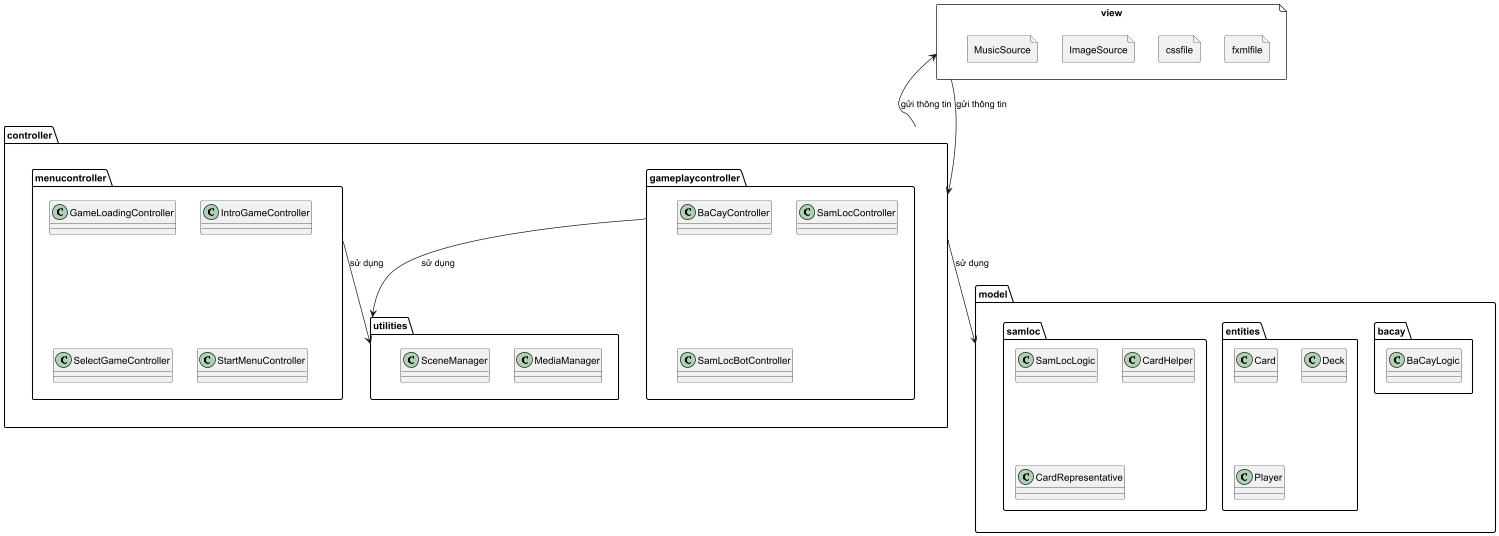 view
MusicSource
ImageSource
cssfile
fxmlfile
gửi thông tin
gửi thông tin
controller
menucontroller
C GameLoadingController
C IntroGameController
C SelectGameController
C StartMenuController
sử dụng
sử dụng
utilities
C SceneManager
C MediaManager
gameplaycontroller
C BaCayController
C SamLocController
C SamLocBotController
sử dụng
model
samloc
C SamLocLogic
C CardHelper
C CardRepresentative
entities
C Card
C Deck
C Player
bacay
C BaCayLogic